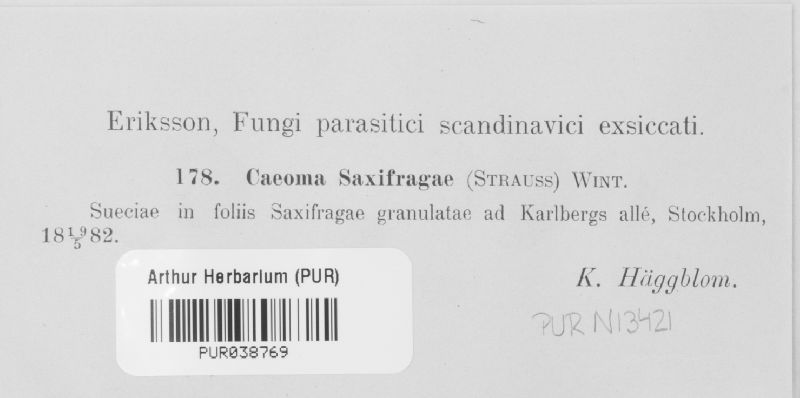 Eriksson, Fungi parasitici scandinavici exsiccati.
178. Caeoma Saxifragae (STRAUSS) WINT.
Sueciae in foliis Saxifragae granulatae ad Karlbergs allé, Stockholm,
18 19/5 82.
K. Häggblom.
Arthur Herbarium (PUR)
PUR038769
PUR N13421